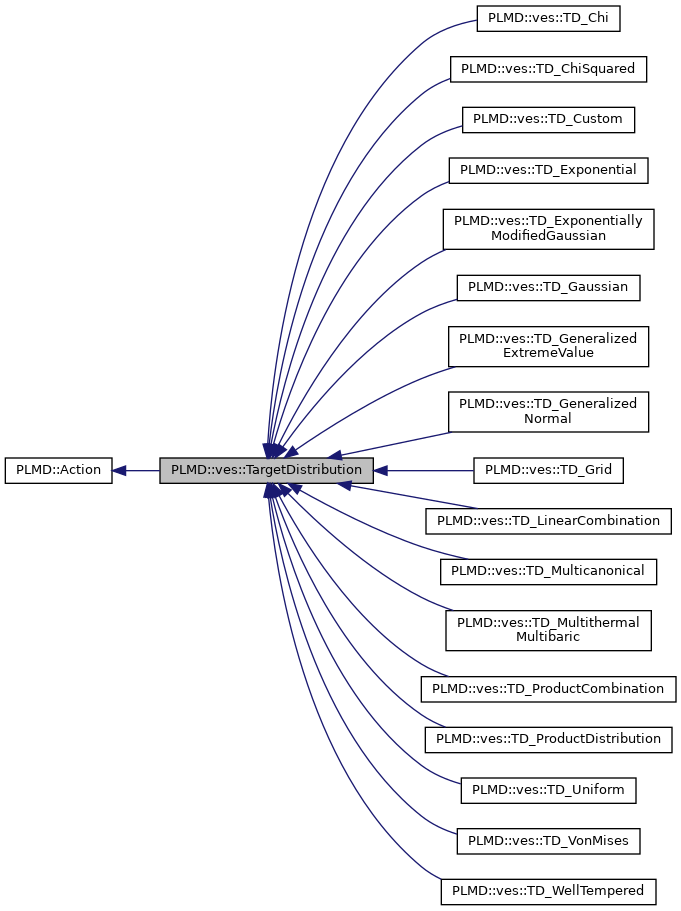 PLMD::ves::TD_Chi
PLMD::ves::TD_ChiSquared
PLMD::ves::TD_Custom
PLMD::ves::TD_Exponential
PLMD::ves::TD_Exponentially
ModifiedGaussian
PLMD::ves::TD_Gaussian
PLMD::ves::TD_Generalized
ExtremeValue
PLMD::ves::TD_Generalized
Normal
PLMD::Action
PLMD::ves::TargetDistribution
PLMD::ves::TD_Grid
PLMD::ves::TD_LinearCombination
PLMD::ves::TD_Multicanonical
PLMD::ves::TD_Multithermal
Multibaric
PLMD::ves::TD_ProductCombination
PLMD::ves::TD_ProductDistribution
PLMD::ves::TD_Uniform
PLMD::ves::TD_VonMises
PLMD::ves::TD_WellTempered